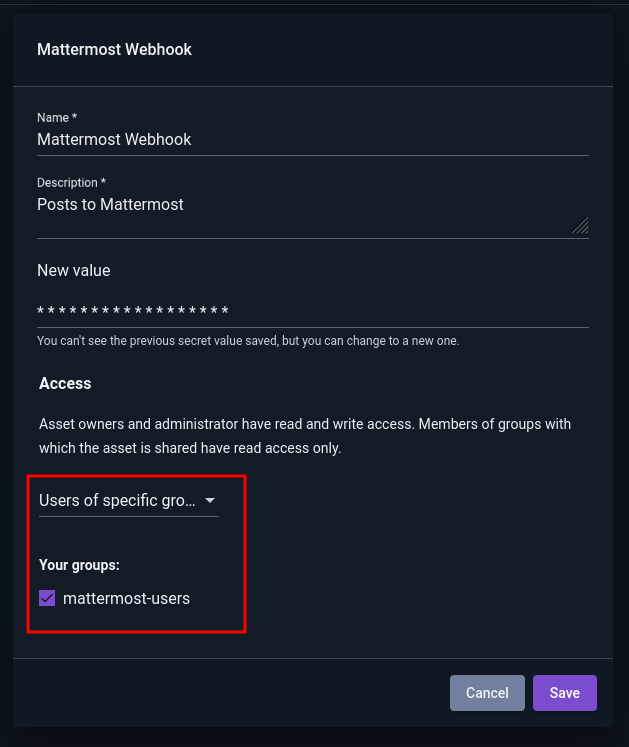 Mattermost Webhook
Name *
Mattermost Webhook
Description *
Posts to Mattermost
New value
******************
You can't see the previous secret value saved, but you can change to a new one.
Access
Asset owners and administrator have read and write access. Members of groups with
which the asset is shared have read access only.
Users of specific gro...
Your groups:
mattermost-users
Cancel
Save